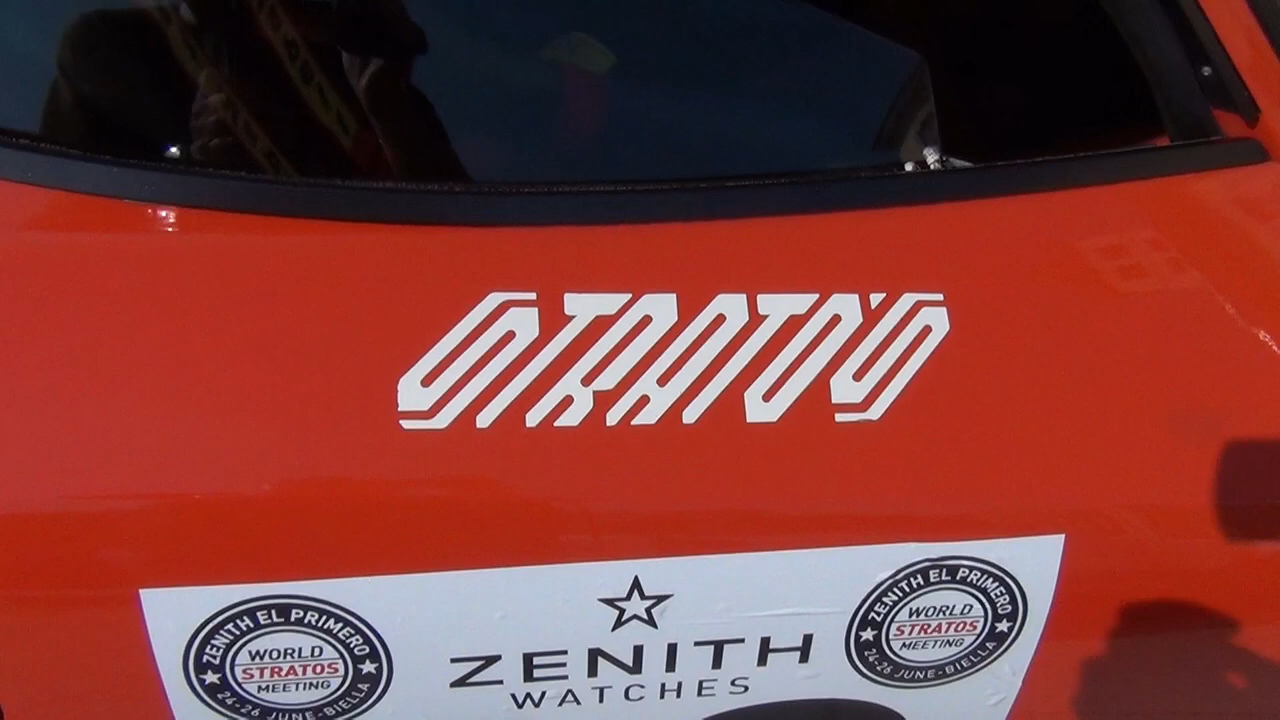 STRATO'S
ZENITH EL PRIMERO
WORLD
STRATOS
MEETING
24-26 JUNE-BIELLA
ZENITH
WATCHES
ZENITH EL PRIMERO
WORLD
STRATOS
MEETING
24-26 JUNE-BIELLA